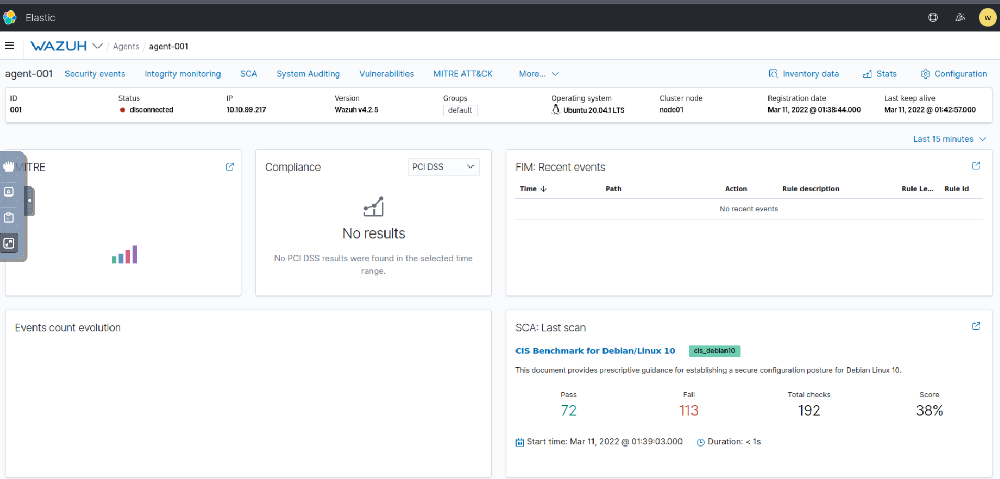 Elastic
w
WAZUH / Agents / agent-001
agent-001 Security events Integrity monitoring SCA System Auditing Vulnerabilities MITRE ATT&CK More... Inventory data Stats Configuration
ID Status IP Version Groups Operating system Cluster node Registration date Last keep alive
001 disconnected 10.10.99.217 Wazuh v4.2.5 default Ubuntu 20.04.1 LTS node01 Mar 11, 2022 @ 01:38:44.000 Mar 11, 2022 @ 01:42:57.000
Last 15 minutes
MITRE
A
Compliance PCI DSS
No results
No PCI DSS results were found in the selected time
range.
FIM: Recent events
Time Path Action Rule description Rule Le... Rule Id
No recent events
Events count evolution
SCA: Last scan
CIS Benchmark for Debian/Linux 10 cis_debian10
This document provides prescriptive guidance for establishing a secure configuration posture for Debian Linux 10.
Pass Fail Total checks Score
72 113 192 38%
Start time: Mar 11, 2022 @ 01:39:03.000 Duration: < 1s